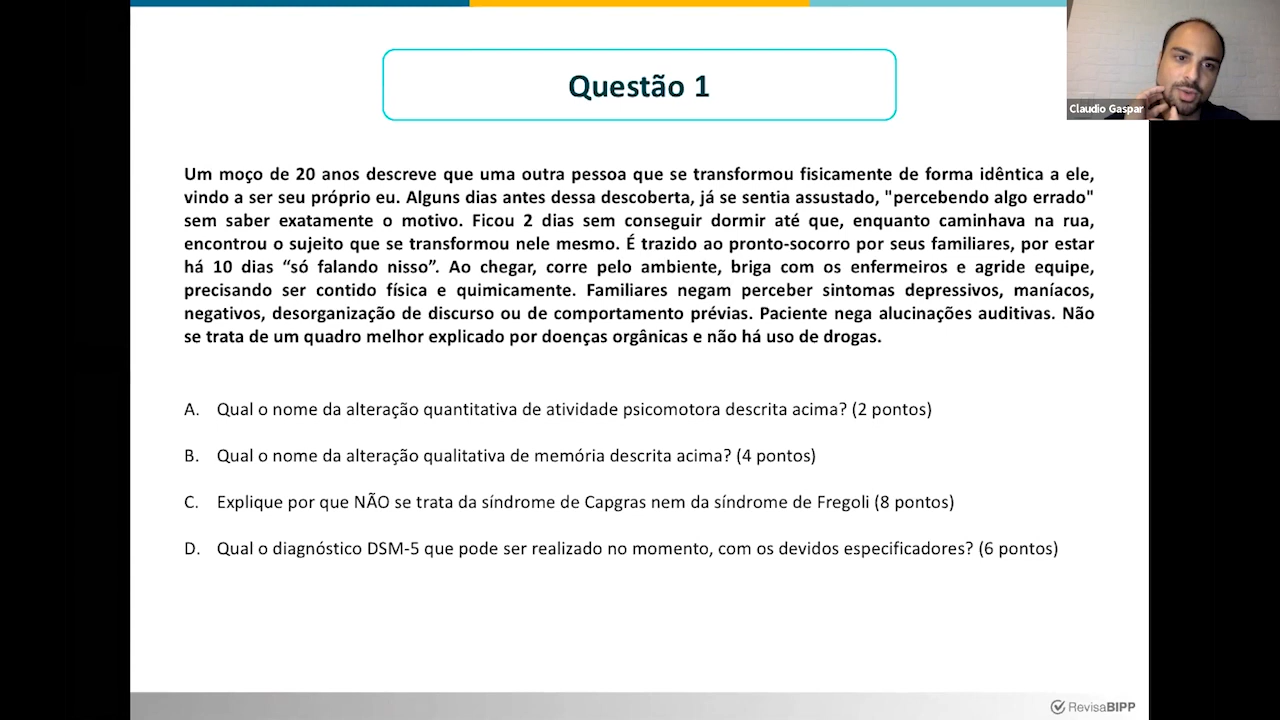 Questão 1
Claudio Gaspar
Um moço de 20 anos descreve que uma outra pessoa que se transformou fisicamente de forma idêntica a ele,
vindo a ser seu próprio eu. Alguns dias antes dessa descoberta, já se sentia assustado, "percebendo algo errado"
sem saber exatamente o motivo. Ficou 2 dias sem conseguir dormir até que, enquanto caminhava na rua,
encontrou o sujeito que se transformou nele mesmo. É trazido ao pronto-socorro por seus familiares, por estar
há 10 dias “só falando nisso”. Ao chegar, corre pelo ambiente, briga com os enfermeiros e agride equipe,
precisando ser contido física e quimicamente. Familiares negam perceber sintomas depressivos, maníacos,
negativos, desorganização de discurso ou de comportamento prévias. Paciente nega alucinações auditivas. Não
se trata de um quadro melhor explicado por doenças orgânicas e não há uso de drogas.
A. Qual o nome da alteração quantitativa de atividade psicomotora descrita acima? (2 pontos)
B. Qual o nome da alteração qualitativa de memória descrita acima? (4 pontos)
C. Explique por que NÃO se trata da síndrome de Capgras nem da síndrome de Fregoli (8 pontos)
D. Qual o diagnóstico DSM-5 que pode ser realizado no momento, com os devidos especificadores? (6 pontos)
RevisaBIPP